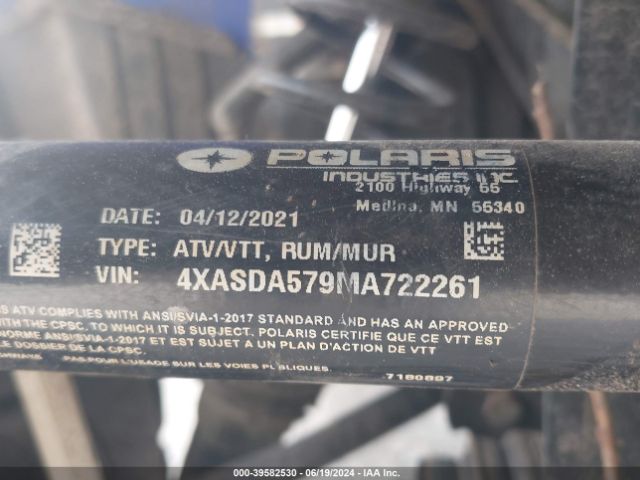 POLARIS
INDUSTRIES INC.
2100 Highway 55
Medina, MN 55340
DATE: 04/12/2021
TYPE: ATV/VTT, RUM/MUR
VIN: 4XASDA579MA722261
S ATV COMPLIES WITH ANSI/SVIA-1-2017 STANDARD AND HAS AN APPROVED
WITH THE CPSC, TO WHICH IT IS SUBJECT. POLARIS CERTIFIE QUE CE VTT EST
NORME ANSI/SVIA-1-2017 ET EST SUJET A UN PLAN D'ACTION DE VTT
LE DOMES DE LA CPSC.
PAS POUR L'USAGE SUR LES VOIES PUBLIQUES.
7180897
000-39582530 - 06/19/2024 - IAA Inc.